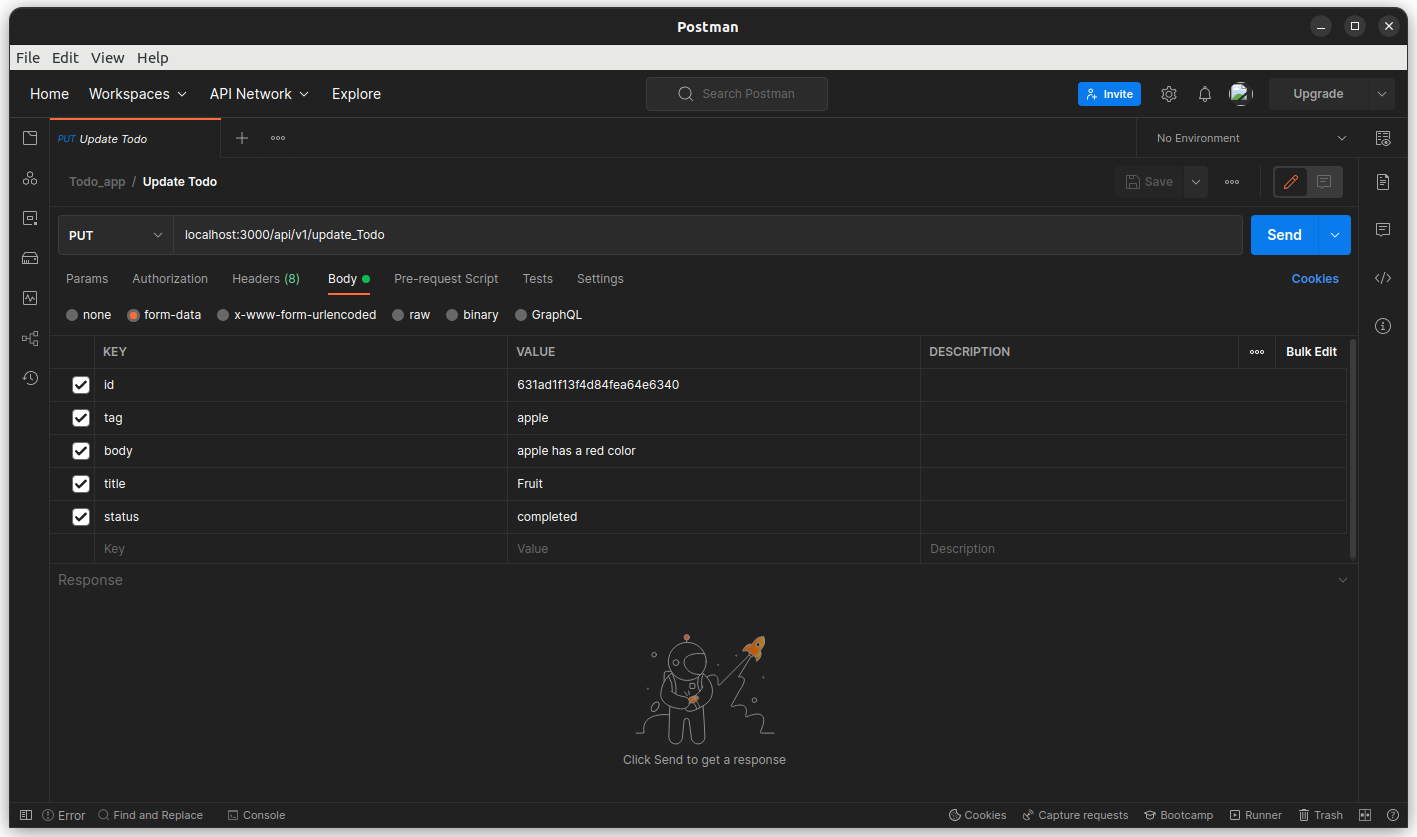 Postman
File Edit View Help
Home Workspaces API Network Explore Search Postman Invite Upgrade
PUT Update Todo No Environment
Todo_app / Update Todo Save
PUT localhost:3000/api/v1/update_Todo Send
Params Authorization Headers (8) Body Pre-request Script Tests Settings Cookies
none form-data x-www-form-urlencoded raw binary GraphQL
KEY VALUE DESCRIPTION Bulk Edit
id 631ad1f13f4d84fea64e6340
tag apple
body apple has a red color
title Fruit
status completed
Key Value Description
Response
Click Send to get a response
Error Find and Replace Console Cookies Capture requests Bootcamp Runner Trash